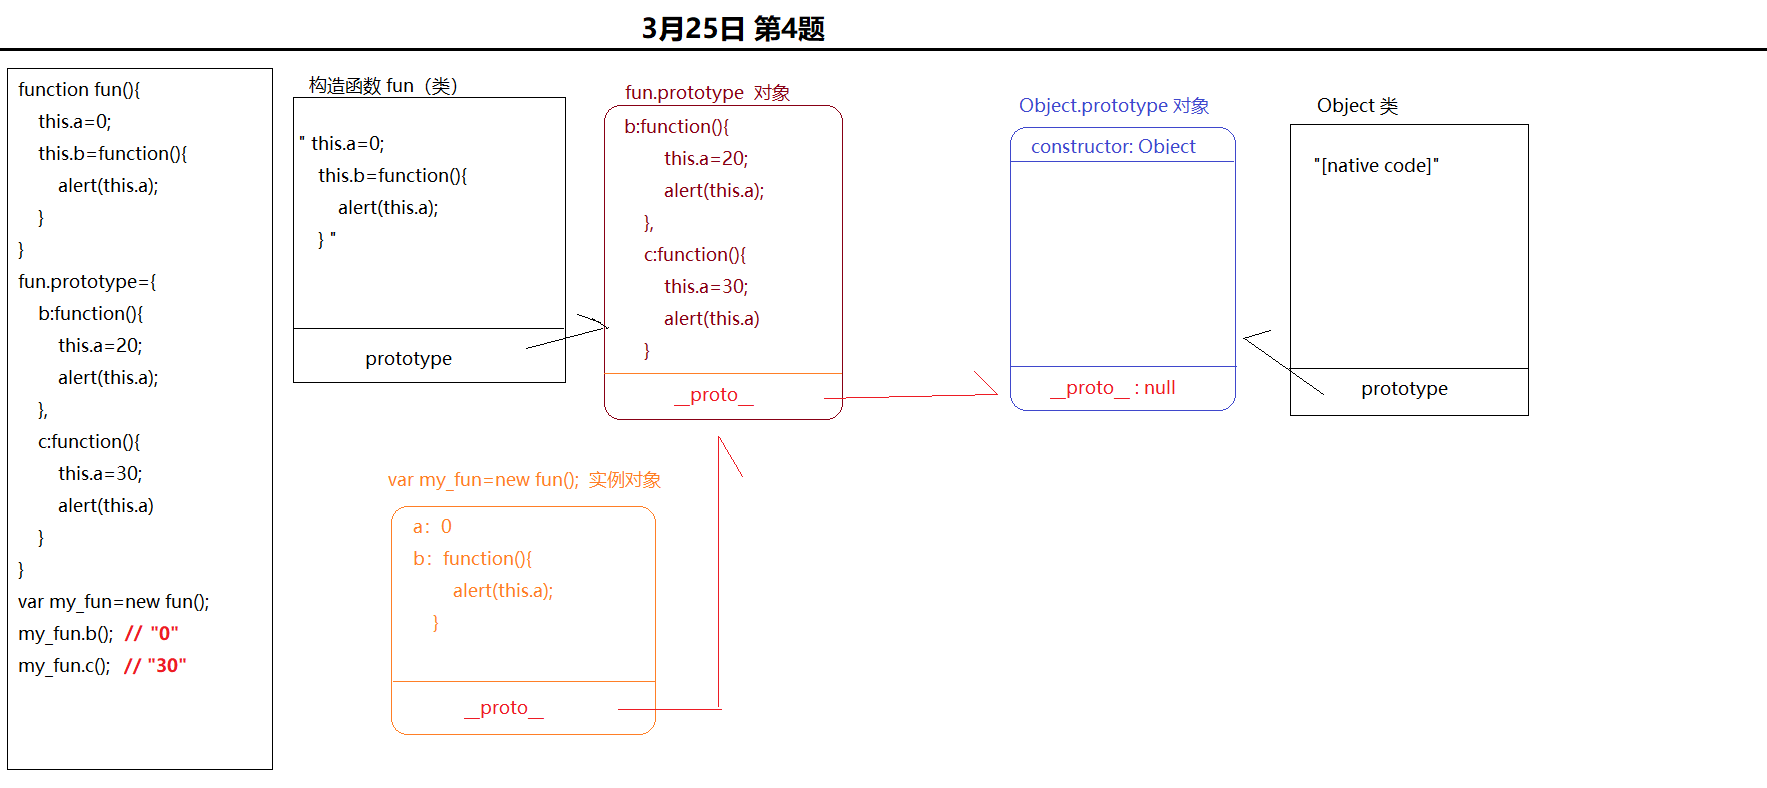 3月25日 第4题
function fun(){
this.a=0;
this.b=function(){
alert(this.a);
}
}
fun.prototype={
b:function(){
this.a=20;
alert(this.a);
},
c:function(){
this.a=30;
alert(this.a)
}
}
var my_fun=new fun();
my_fun.b(); // "0"
my_fun.c(); // "30"
构造函数 fun（类）
" this.a=0;
this.b=function(){
alert(this.a);
} "
prototype
fun.prototype 对象
b:function(){
this.a=20;
alert(this.a);
},
c:function(){
this.a=30;
alert(this.a)
}
__proto__
var my_fun=new fun(); 实例对象
a：0
b：function(){
alert(this.a);
}
__proto__
Object.prototype 对象
constructor: Object
__proto__ : null
Object 类
"[native code]"
prototype